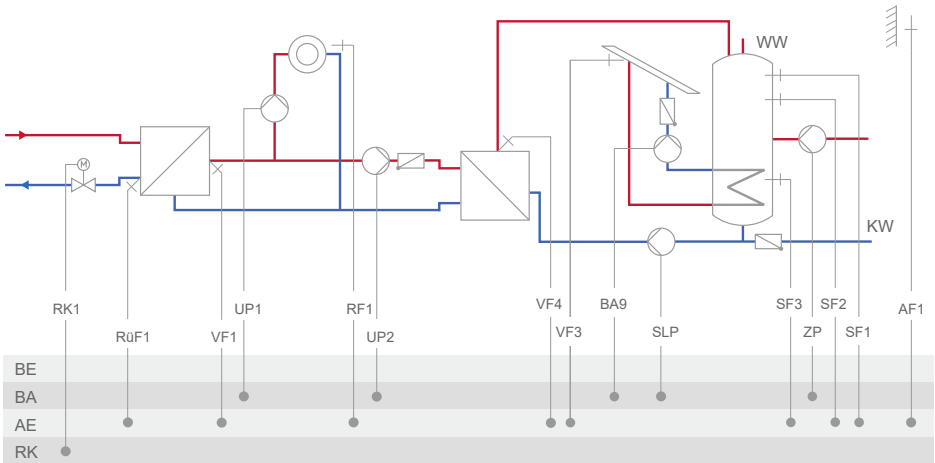 WW
M
KW
RK1
UP1
RF1
VF4
BA9
SF3
SF2
AF1
RüF1
VF1
UP2
VF3
SLP
ZP
SF1
BE
BA
AE
RK